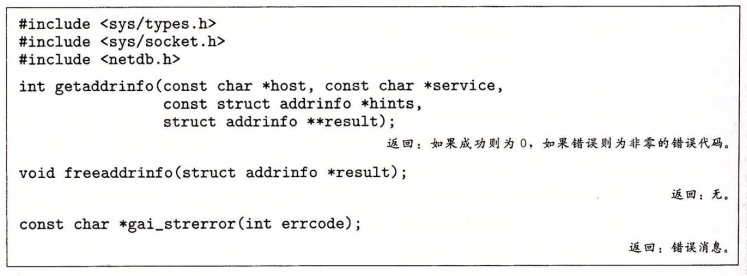 #include <sys/types.h>
#include <sys/socket.h>
#include <netdb.h>
int getaddrinfo(const char *host, const char *service,
const struct addrinfo *hints,
struct addrinfo **result);
返回：如果成功则为 0，如果错误则为非零的错误代码。
void freeaddrinfo(struct addrinfo *result);
返回：无。
const char *gai_strerror(int errcode);
返回：错误消息。